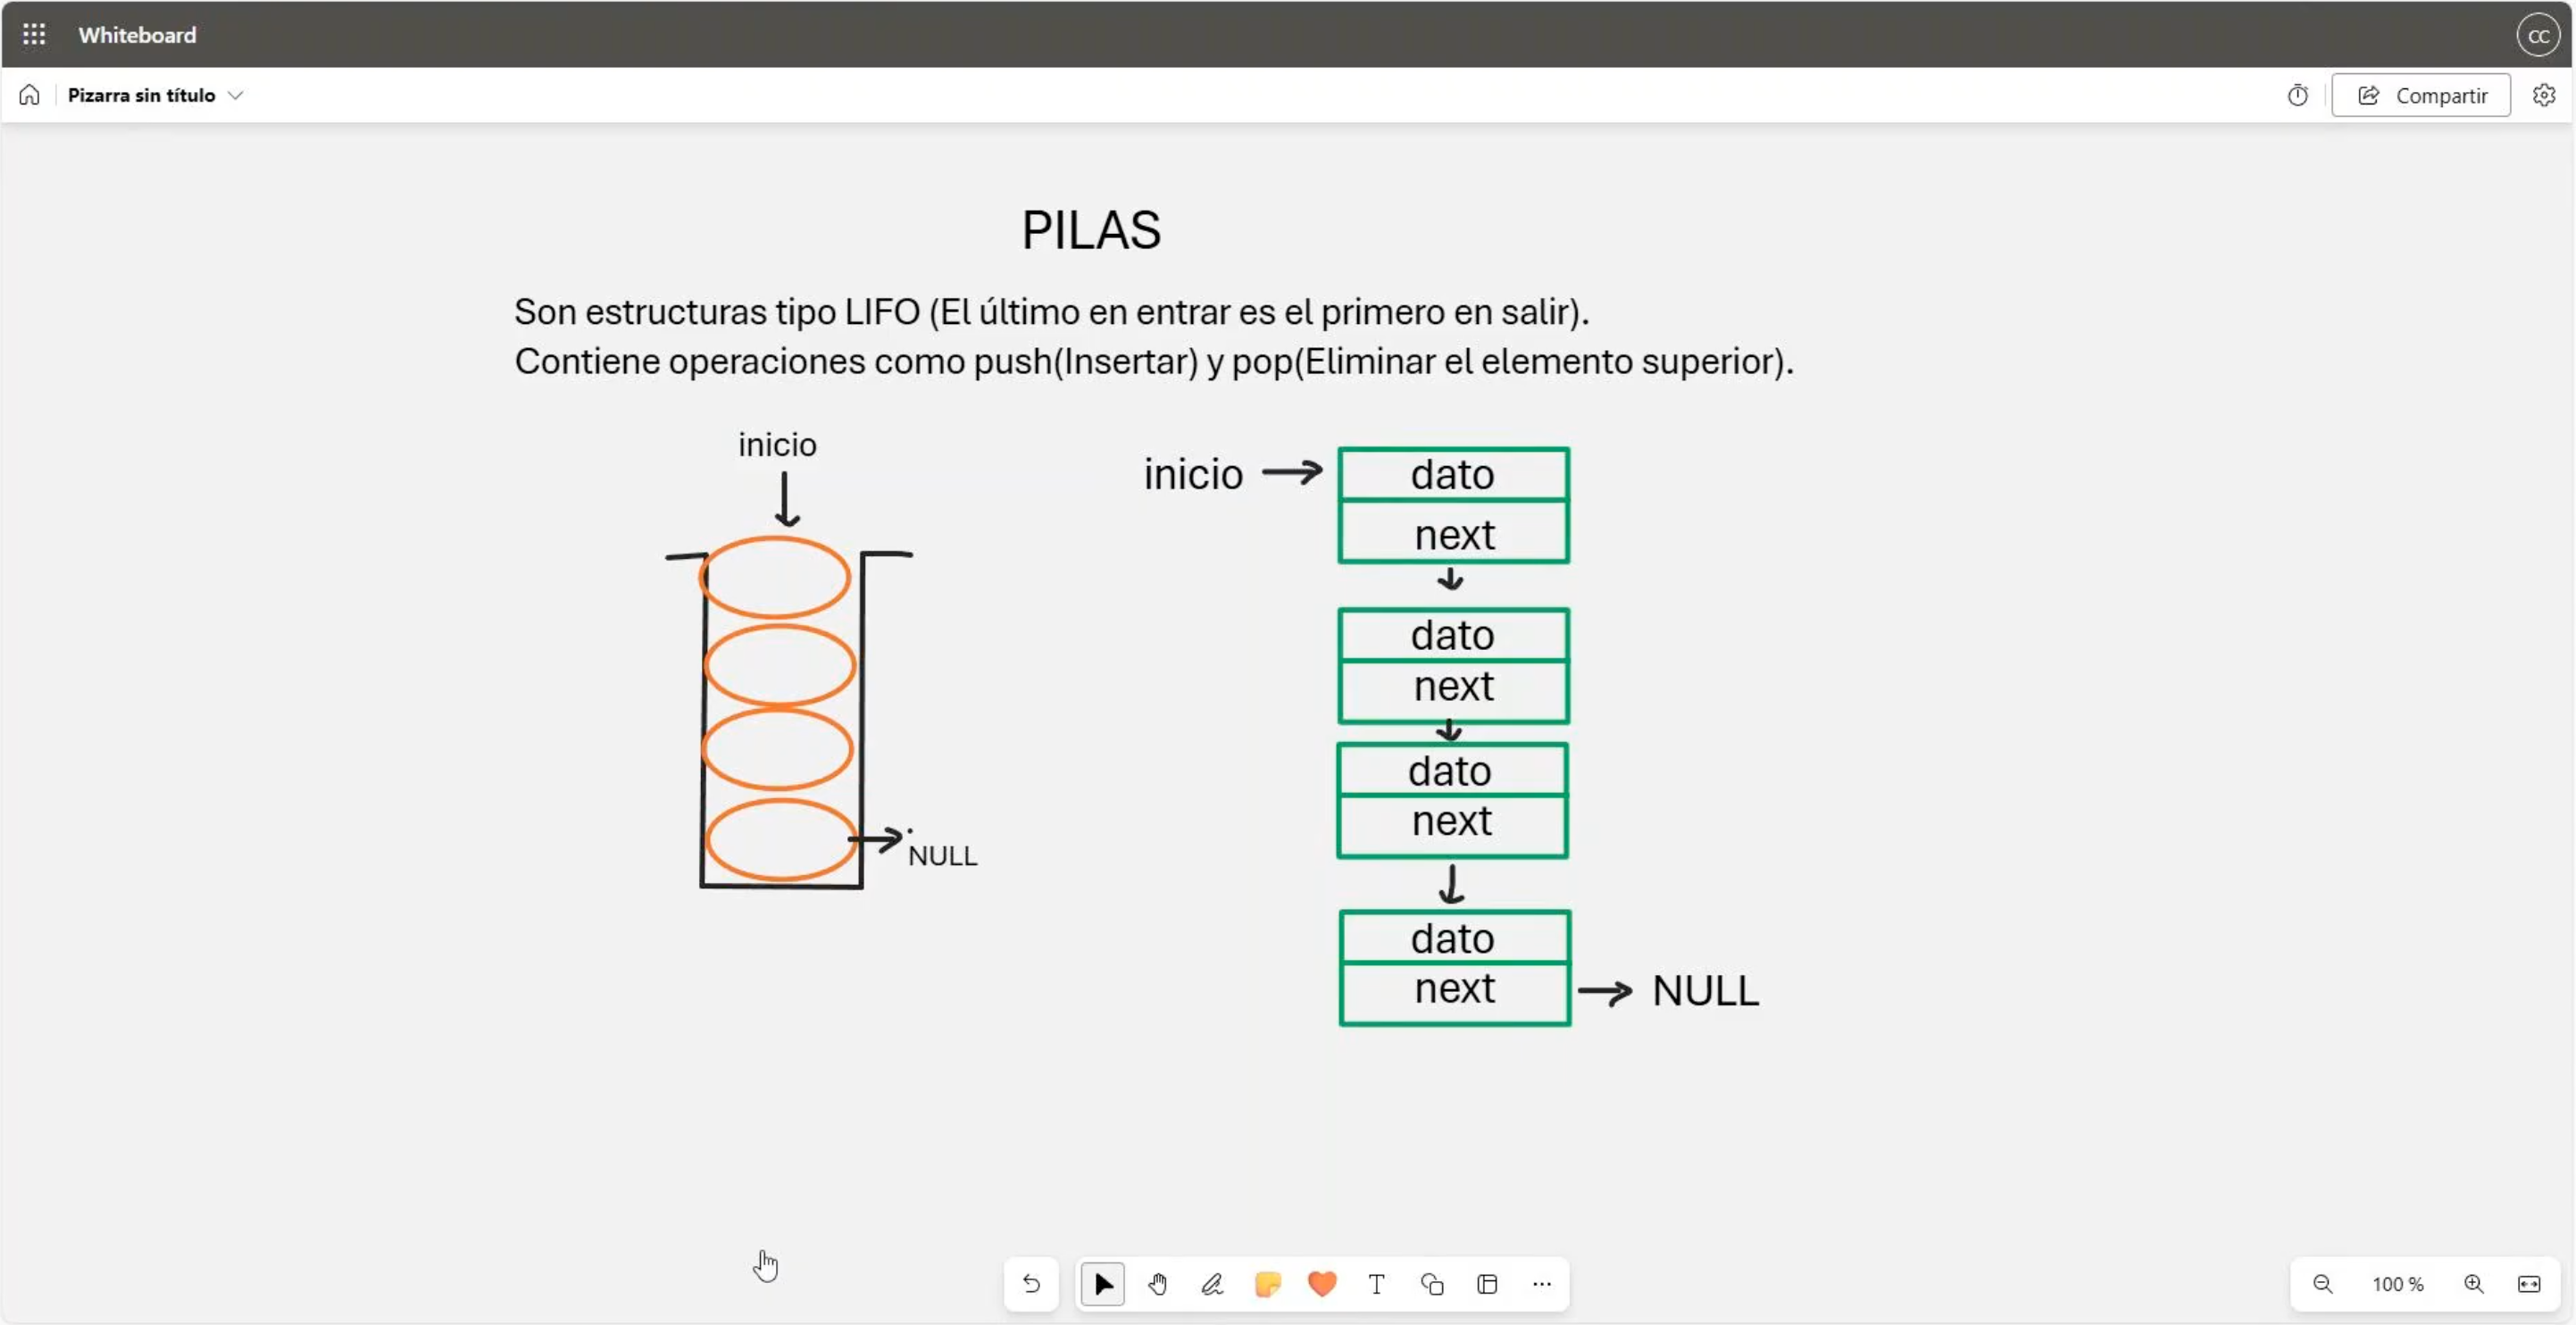 Whiteboard
CC
Pizarra sin título
Compartir
PILAS
Son estructuras tipo LIFO (El último en entrar es el primero en salir).
Contiene operaciones como push(Insertar) y pop(Eliminar el elemento superior).
inicio
NULL
inicio
dato
next
dato
next
dato
next
dato
next
NULL
T
100 %